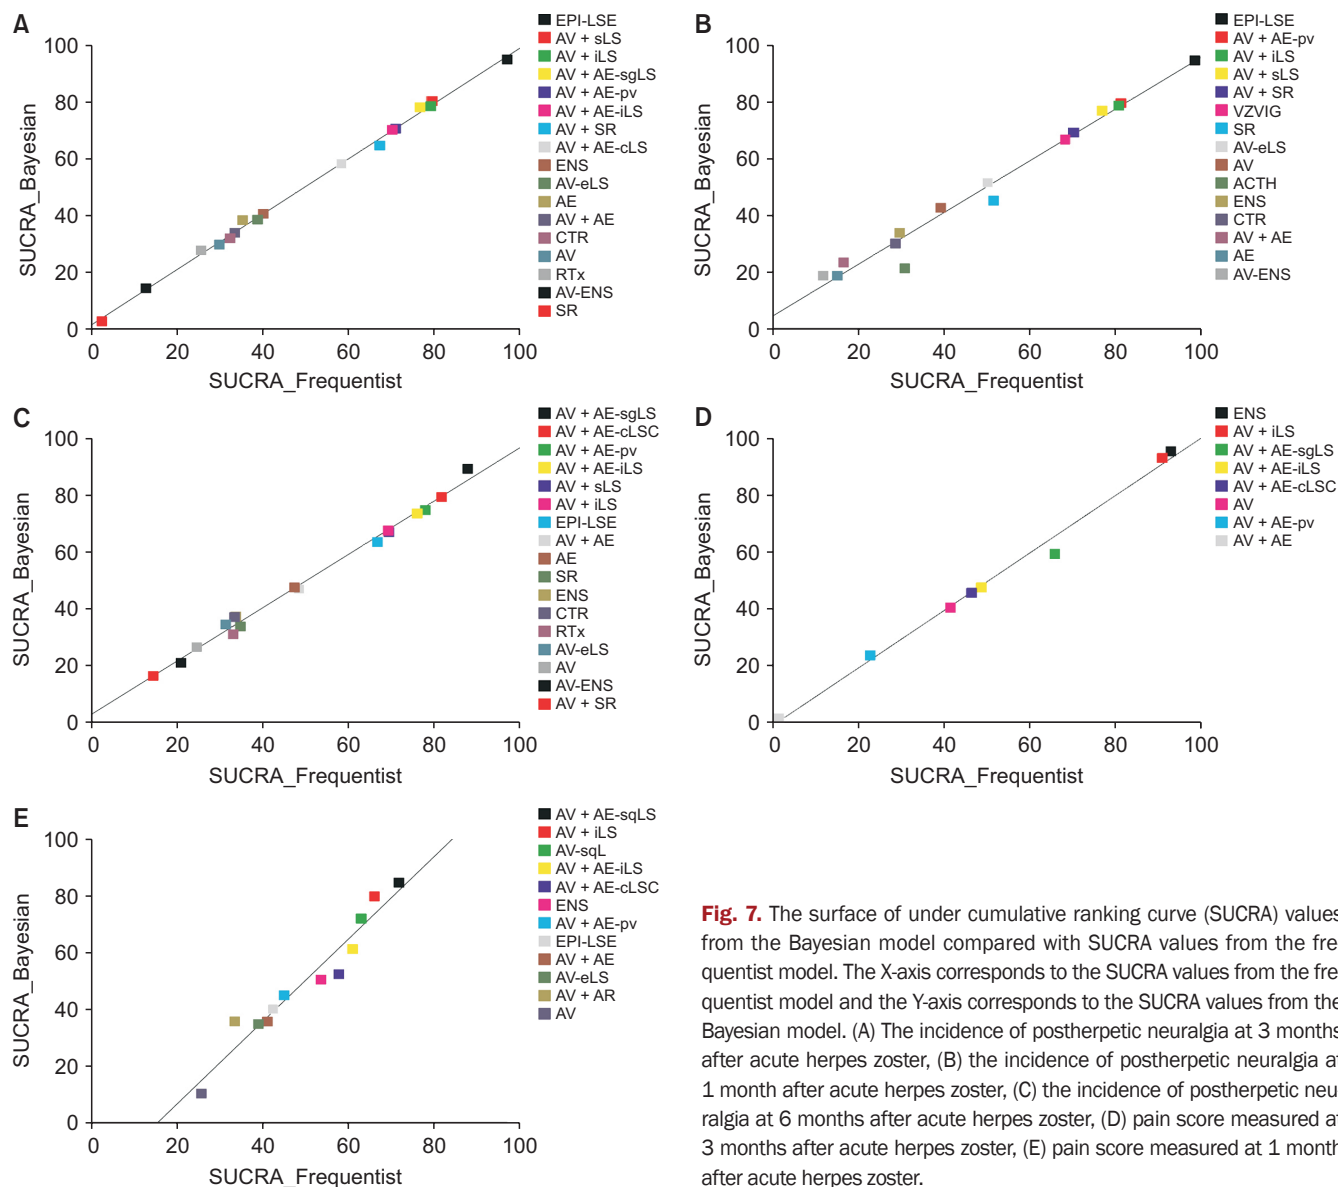 A
EPI-LSE
AV + sLS
AV + iLS
AV + AE-sgLS
AV + AE-pv
AV + AE-iLS
AV + SR
AV + AE-cLS
ENS
AV-eLS
AE
AV + AE
CTR
AV
RTx
AV-ENS
SR
100
80
60
40
20
0
0 20 40 60 80 100
SUCRA_Bayesian
SUCRA_Frequentist
B
EPI-LSE
AV + AE-pv
AV + iLS
AV + sLS
AV + SR
VZVIG
SR
AV-eLS
AV
ACTH
ENS
CTR
AV + AE
AE
AV-ENS
100
80
60
40
20
0
0 20 40 60 80 100
SUCRA_Bayesian
SUCRA_Frequentist
C
AV + AE-sgLS
AV + AE-cLSC
AV + AE-pv
AV + AE-iLS
AV + sLS
AV + iLS
EPI-LSE
AV + AE
AE
SR
ENS
CTR
RTx
AV-eLS
AV
AV-ENS
AV + SR
100
80
60
40
20
0
0 20 40 60 80 100
SUCRA_Bayesian
SUCRA_Frequentist
D
ENS
AV + iLS
AV + AE-sgLS
AV + AE-iLS
AV + AE-cLSC
AV
AV + AE-pv
AV + AE
100
80
60
40
20
0
0 20 40 60 80 100
SUCRA_Bayesian
SUCRA_Frequentist
E
AV + AE-sqLS
AV + iLS
AV-sqL
AV + AE-iLS
AV + AE-cLSC
ENS
AV + AE-pv
EPI-LSE
AV + AE
AV-eLS
AV + AR
AV
100
80
60
40
20
0
0 20 40 60 80 100
SUCRA_Bayesian
SUCRA_Frequentist
Fig. 7. The surface of under cumulative ranking curve (SUCRA) values
from the Bayesian model compared with SUCRA values from the fre
quentist model. The X-axis corresponds to the SUCRA values from the fre
quentist model and the Y-axis corresponds to the SUCRA values from the
Bayesian model. (A) The incidence of postherpetic neuralgia at 3 months
after acute herpes zoster, (B) the incidence of postherpetic neuralgia at
1 month after acute herpes zoster, (C) the incidence of postherpetic neu
ralgia at 6 months after acute herpes zoster, (D) pain score measured at
3 months after acute herpes zoster, (E) pain score measured at 1 month
after acute herpes zoster.